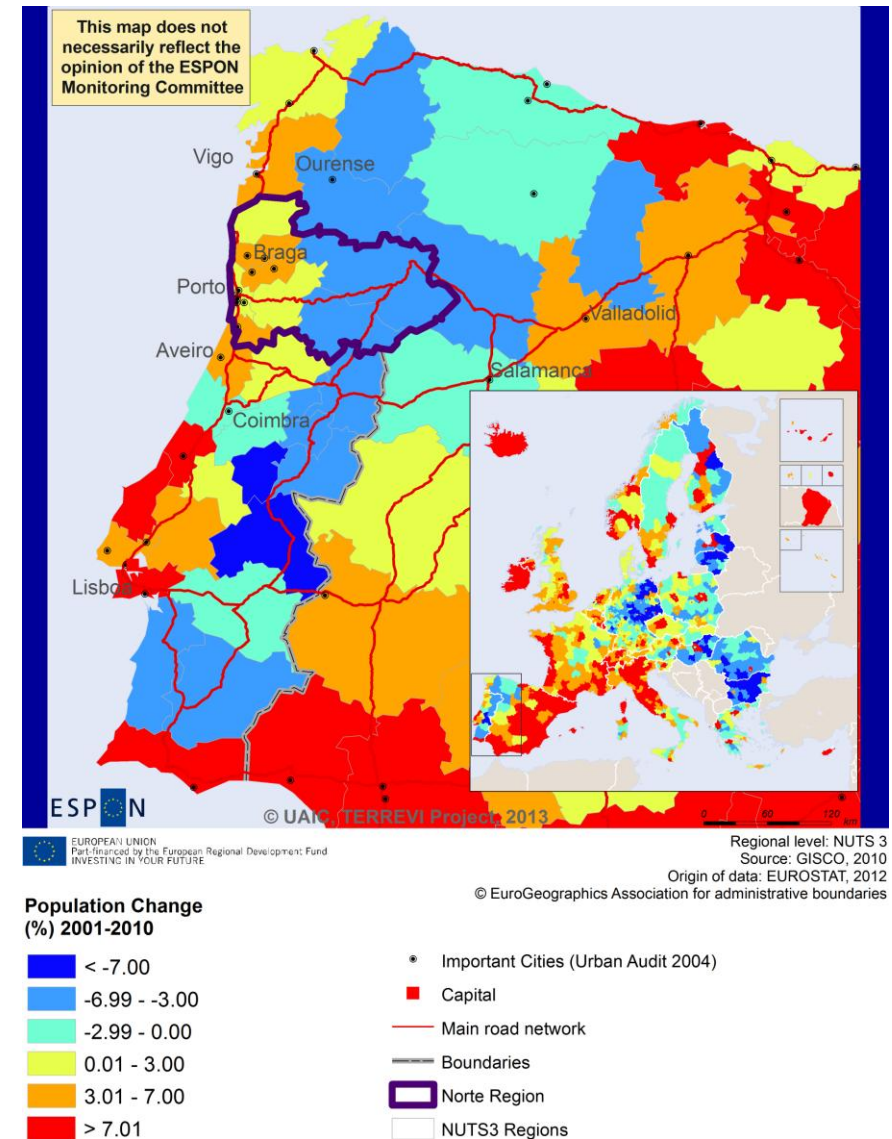 This map does not
necessarily reflect the
opinion of the ESPON
Monitoring Committee
Vigo
Ourense
Braga
Porto
Valladolid
Aveiro
Salamanca
Coimbra
Lisboa
ESPON
© UAIC, TERREVI Project, 2013
0 60 120
km
EUROPEAN UNION
Part-financed by the European Regional Development Fund
INVESTING IN YOUR FUTURE
Regional level: NUTS 3
Source: GISCO, 2010
Origin of data: EUROSTAT, 2012
© EuroGeographics Association for administrative boundaries
Population Change
(%) 2001-2010
< -7.00
-6.99 - -3.00
-2.99 - 0.00
0.01 - 3.00
3.01 - 7.00
> 7.01
Important Cities (Urban Audit 2004)
Capital
Main road network
Boundaries
Norte Region
NUTS3 Regions